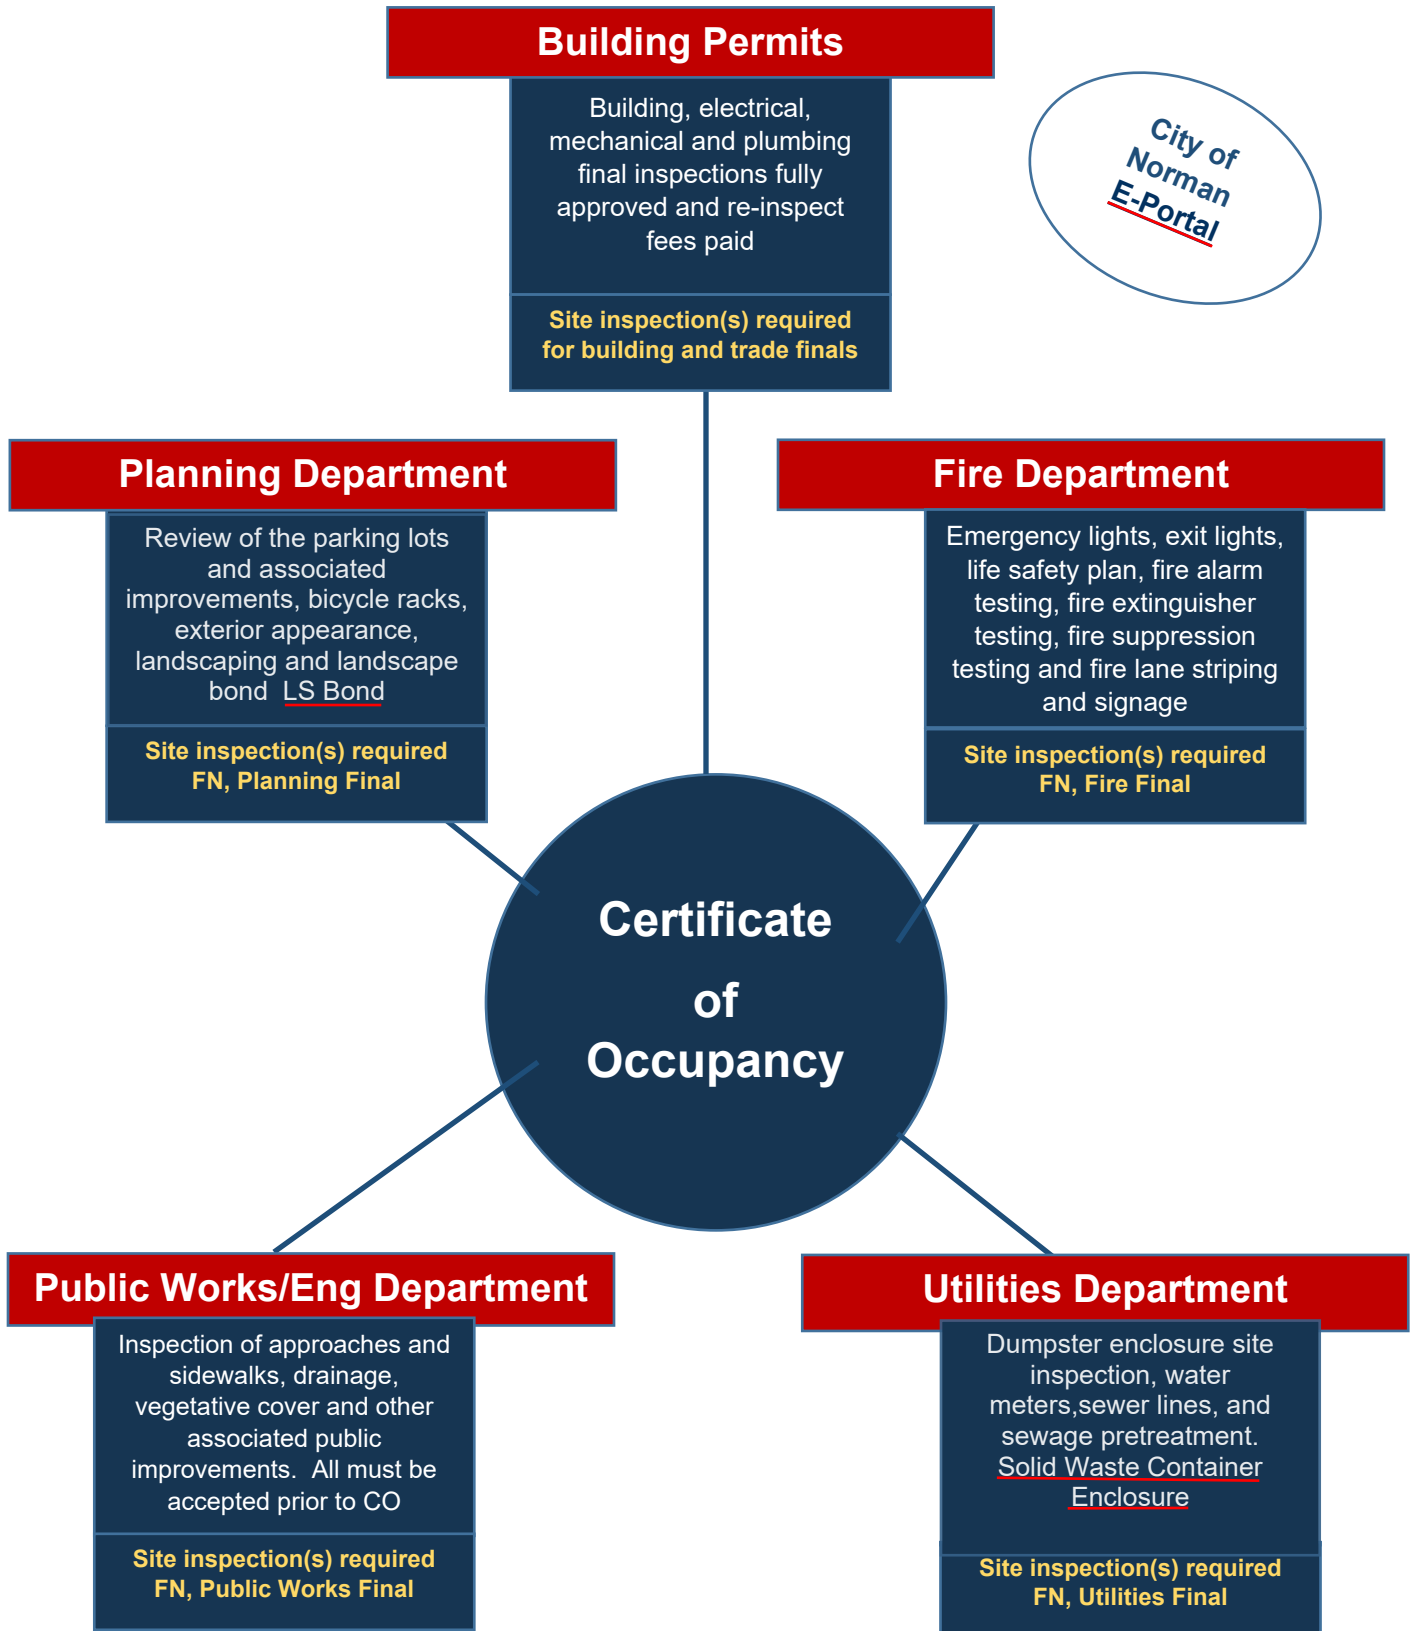 Building Permits
Building, electrical,
mechanical and plumbing
final inspections fully
approved and re-inspect
fees paid
Site inspection(s) required
for building and trade finals
City of
Norman
E-Portal
Planning Department
Review of the parking lots
and associated
improvements, bicycle racks,
exterior appearance,
landscaping and landscape
bond  LS Bond
Site inspection(s) required
FN, Planning Final
Fire Department
Emergency lights, exit lights,
life safety plan, fire alarm
testing, fire extinguisher
testing, fire suppression
testing and fire lane striping
and signage
Site inspection(s) required
FN, Fire Final
Certificate
of
Occupancy
Public Works/Eng Department
Inspection of approaches and
sidewalks, drainage,
vegetative cover and other
associated public
improvements.  All must be
accepted prior to CO
Site inspection(s) required
FN, Public Works Final
Utilities Department
Dumpster enclosure site
inspection, water
meters,sewer lines, and
sewage pretreatment.
Solid Waste Container
Enclosure
Site inspection(s) required
FN, Utilities Final